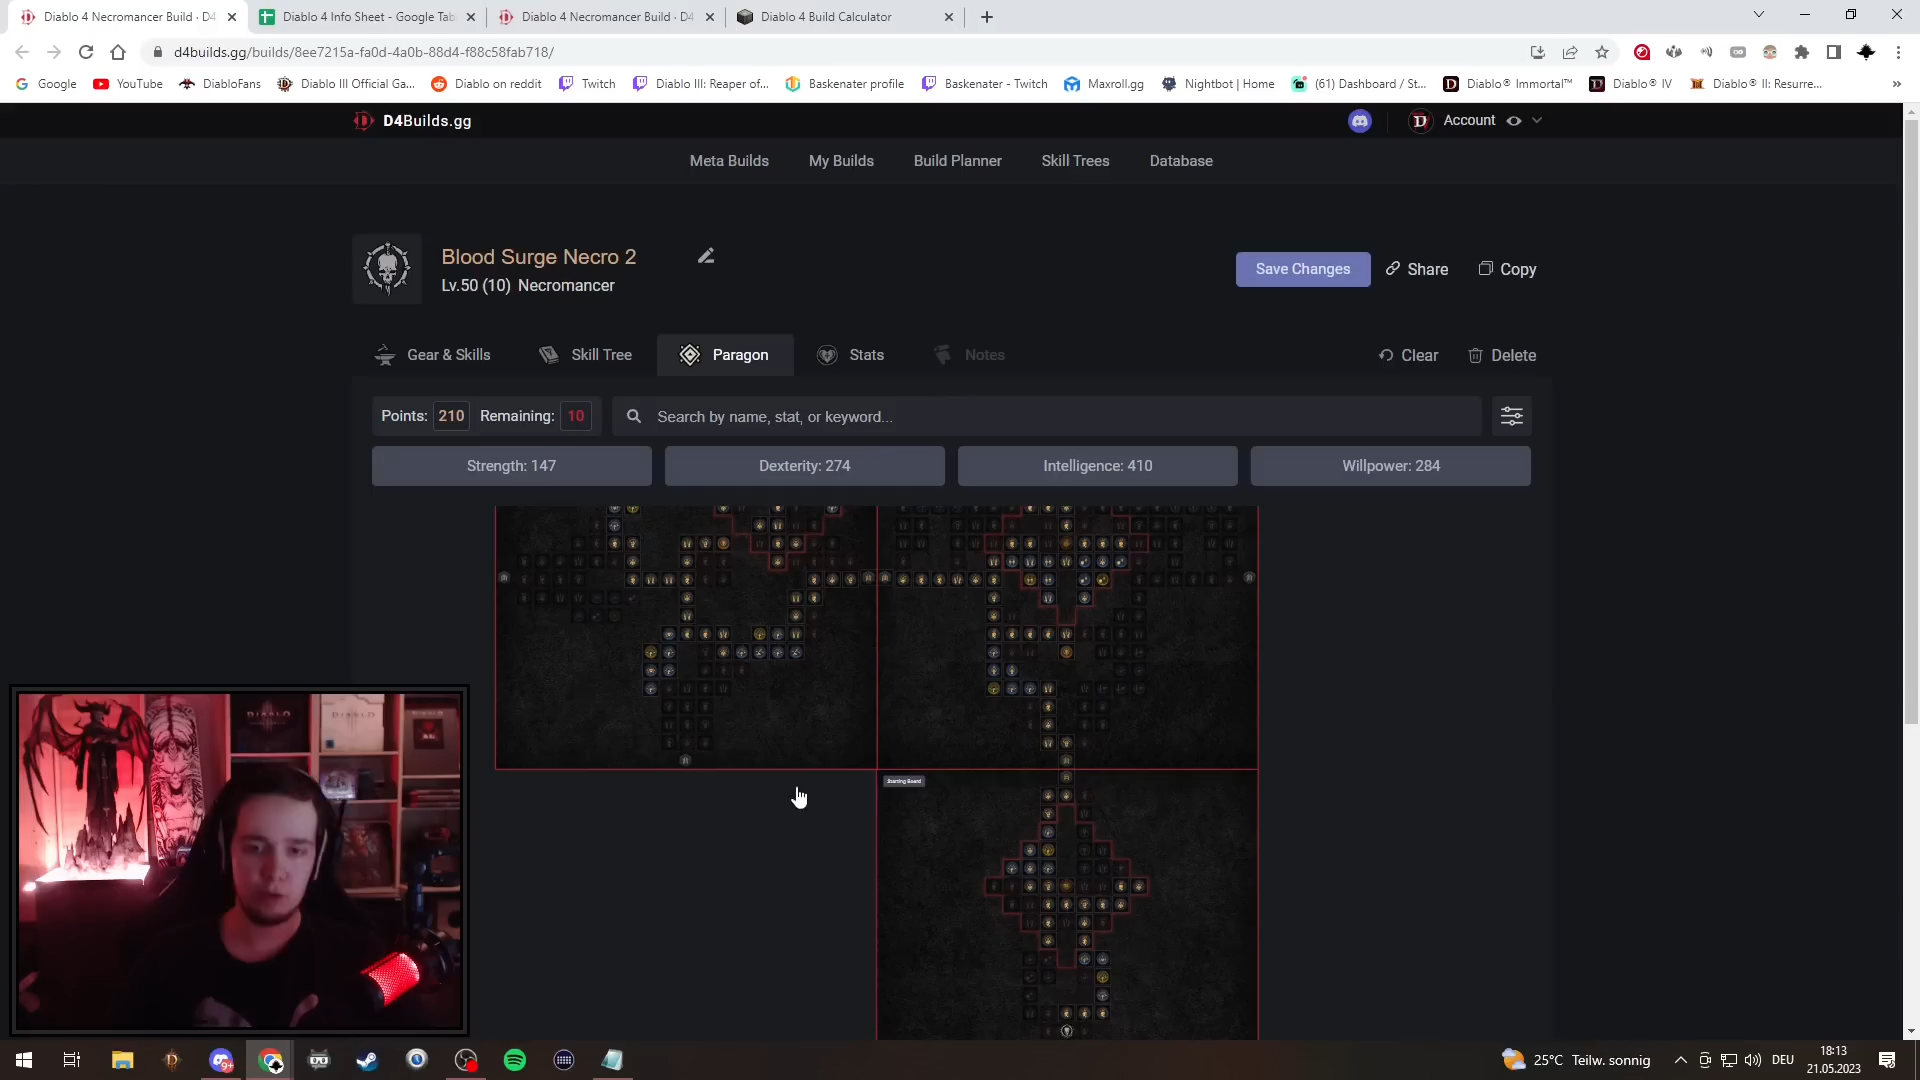 Diablo 4 Necromancer Build · D4
Diablo 4 Info Sheet - Google Tab
Diablo 4 Necromancer Build · D4
Diablo 4 Build Calculator
d4builds.gg/builds/8ee7215a-fa0d-4a0b-88d4-f88c58fab718/
Google
YouTube
DiabloFans
Diablo III Official Ga...
Diablo on reddit
Twitch
Diablo III: Reaper of...
Baskenater profile
Baskenater - Twitch
Maxroll.gg
Nightbot | Home
(61) Dashboard / St...
Diablo® Immortal™
Diablo® IV
Diablo® II: Resurre...
»
D4Builds.gg
Account
Meta Builds
My Builds
Build Planner
Skill Trees
Database
Blood Surge Necro 2
Lv.50 (10) Necromancer
Save Changes
Share
Copy
Gear & Skills
Skill Tree
Paragon
Stats
Notes
Clear
Delete
Points: 210 Remaining: 10
Search by name, stat, or keyword...
Strength: 147
Dexterity: 274
Intelligence: 410
Willpower: 284
Starting Board
DIABLO
9+
25°C Teilw. sonnig
DEU
18:13
21.05.2023